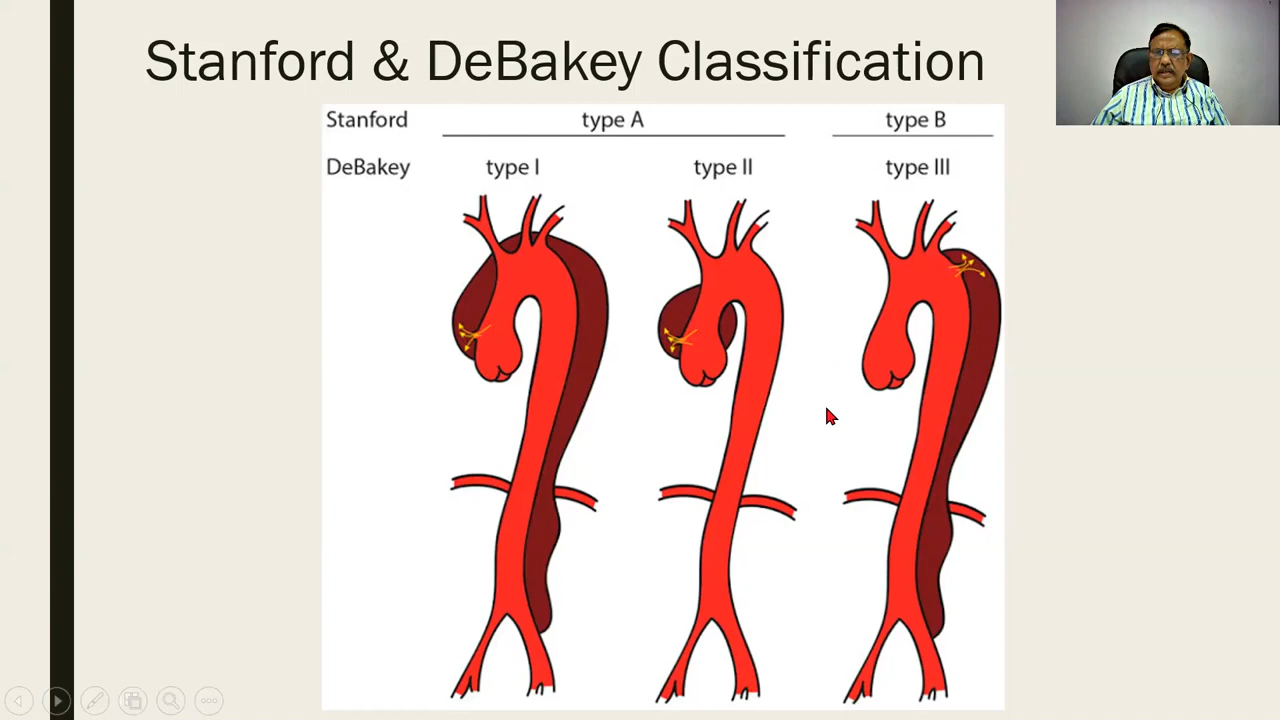 Stanford & DeBakey Classification
Stanford type A type B
DeBakey type I type II type III